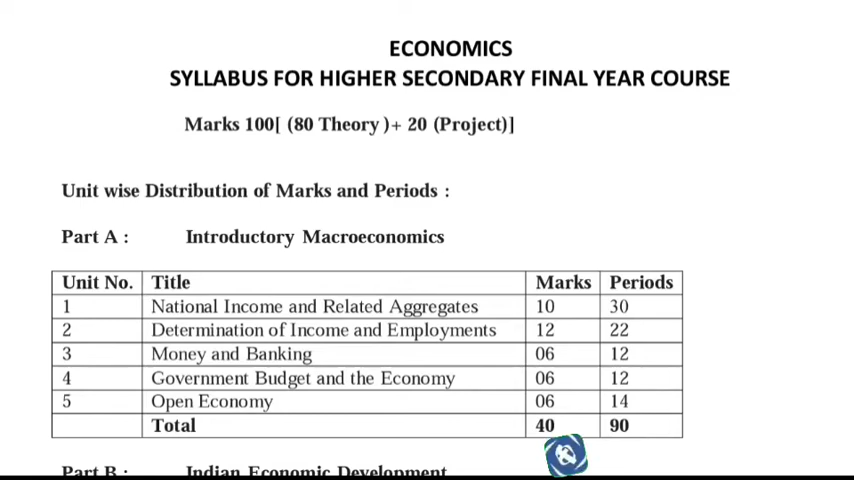 ECONOMICS
SYLLABUS FOR HIGHER SECONDARY FINAL YEAR COURSE
Marks 100[ (80 Theory )+ 20 (Project)]
Unit wise Distribution of Marks and Periods :
Part A : Introductory Macroeconomics
Unit No. Title Marks Periods
1 National Income and Related Aggregates 10 30
2 Determination of Income and Employments 12 22
3 Money and Banking 06 12
4 Government Budget and the Economy 06 12
5 Open Economy 06 14
Total 40 90
Part B : Indian Economic Development